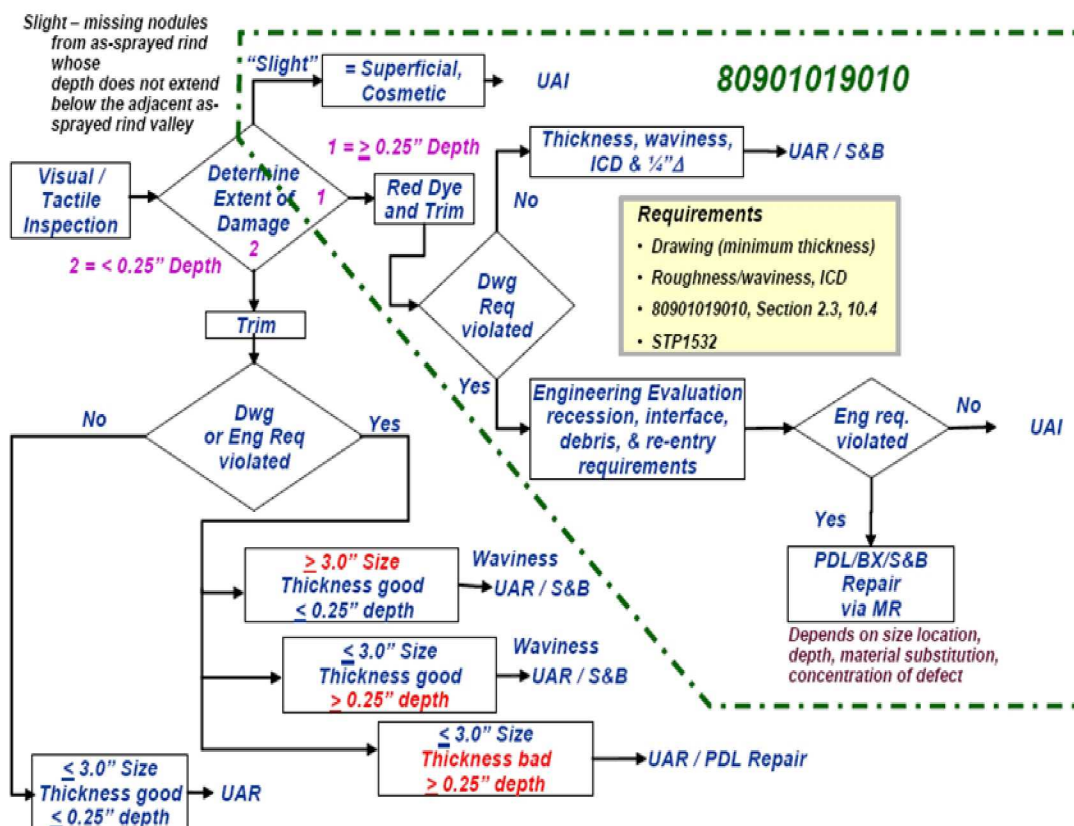 Slight – missing nodules
from as-sprayed rind
whose
depth does not extend
below the adjacent as-
sprayed rind valley
“Slight”
= Superficial,
Cosmetic
UAI
80901019010
Visual /
Tactile
Inspection
Determine
Extent of
Damage
1
2
1 = ≥ 0.25” Depth
2 = < 0.25” Depth
Red Dye
and Trim
No
Thickness, waviness,
ICD & ¼”Δ
UAR / S&B
Requirements
• Drawing (minimum thickness)
• Roughness/waviness, ICD
• 80901019010, Section 2.3, 10.4
• STP1532
Dwg
Req
violated
Yes
Engineering Evaluation
recession, interface,
debris, & re-entry
requirements
Eng req.
violated
No
UAI
Yes
PDL/BX/S&B
Repair
via MR
Depends on size location,
depth, material substitution,
concentration of defect
Trim
Dwg
or Eng Req
violated
No
Yes
≥ 3.0” Size
Thickness good
≤ 0.25” depth
Waviness
UAR / S&B
≤ 3.0” Size
Thickness good
≥ 0.25” depth
Waviness
UAR / S&B
≤ 3.0” Size
Thickness bad
≥ 0.25” depth
UAR / PDL Repair
≤ 3.0” Size
Thickness good
≤ 0.25” depth
UAR